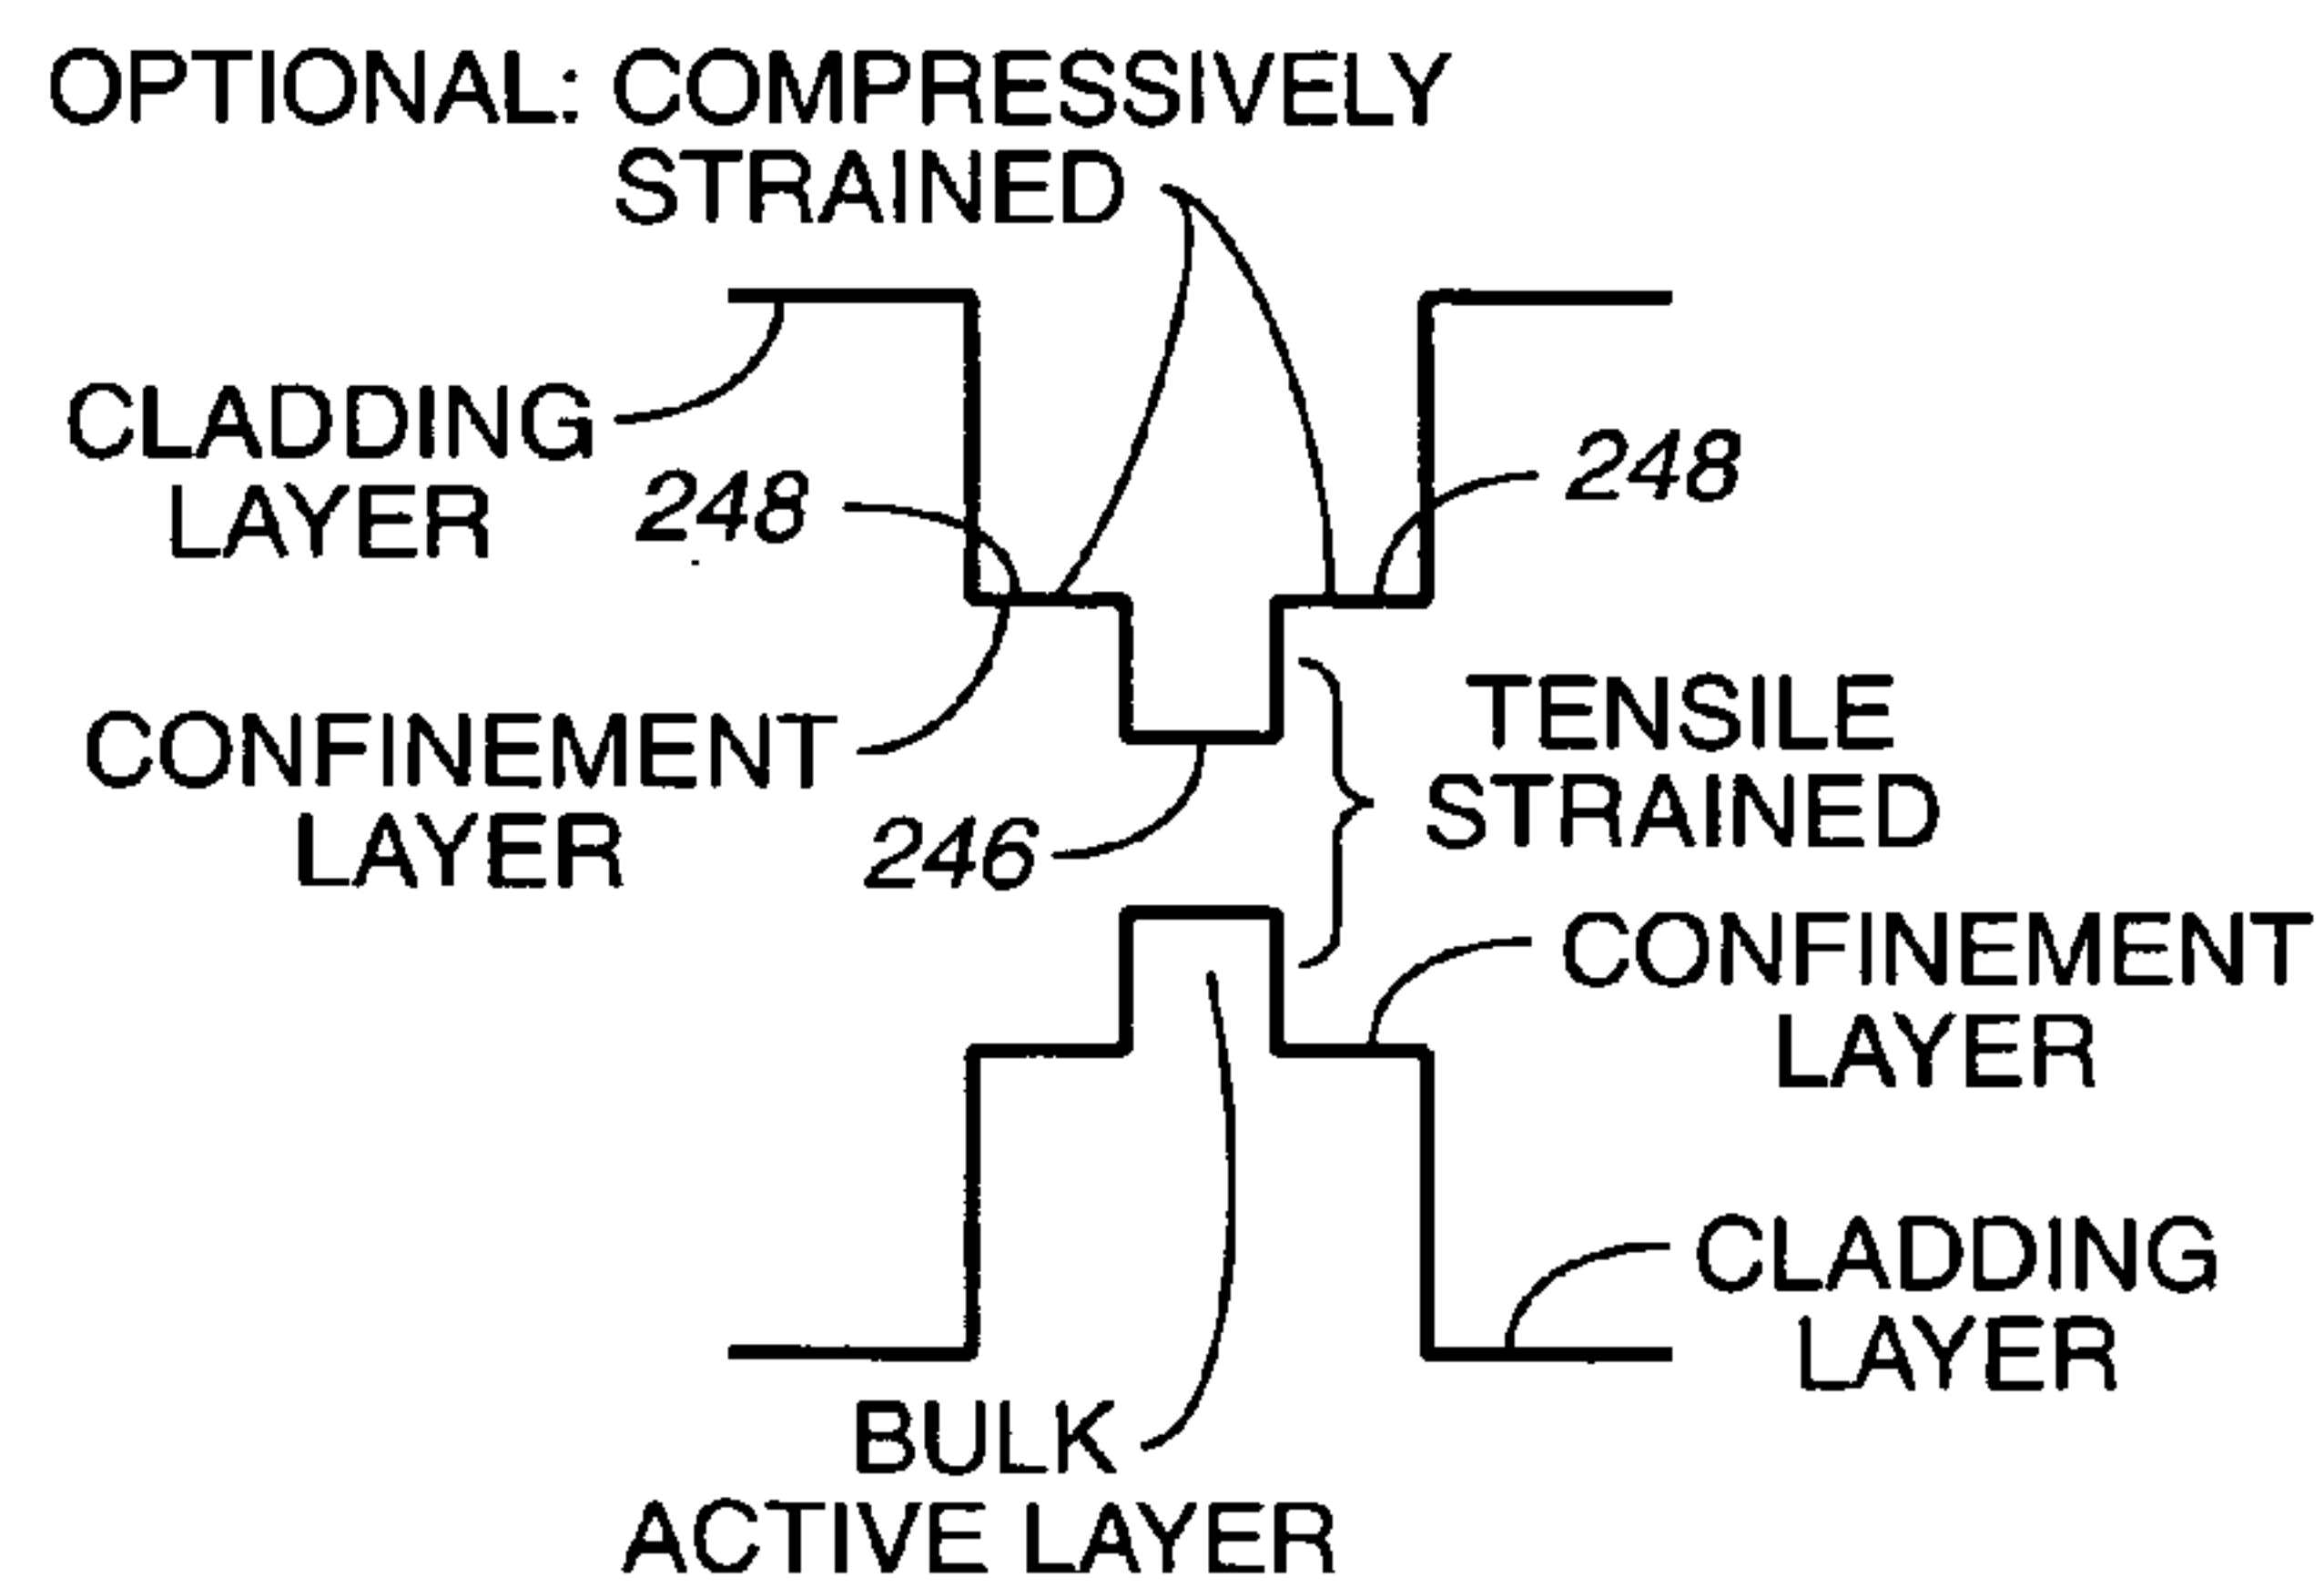 OPTIONAL: COMPRESSIVELY
STRAINED
CLADDING
LAYER
248
248
CONFINEMENT
LAYER
TENSILE
STRAINED
246
CONFINEMENT
LAYER
CLADDING
LAYER
BULK
ACTIVE LAYER